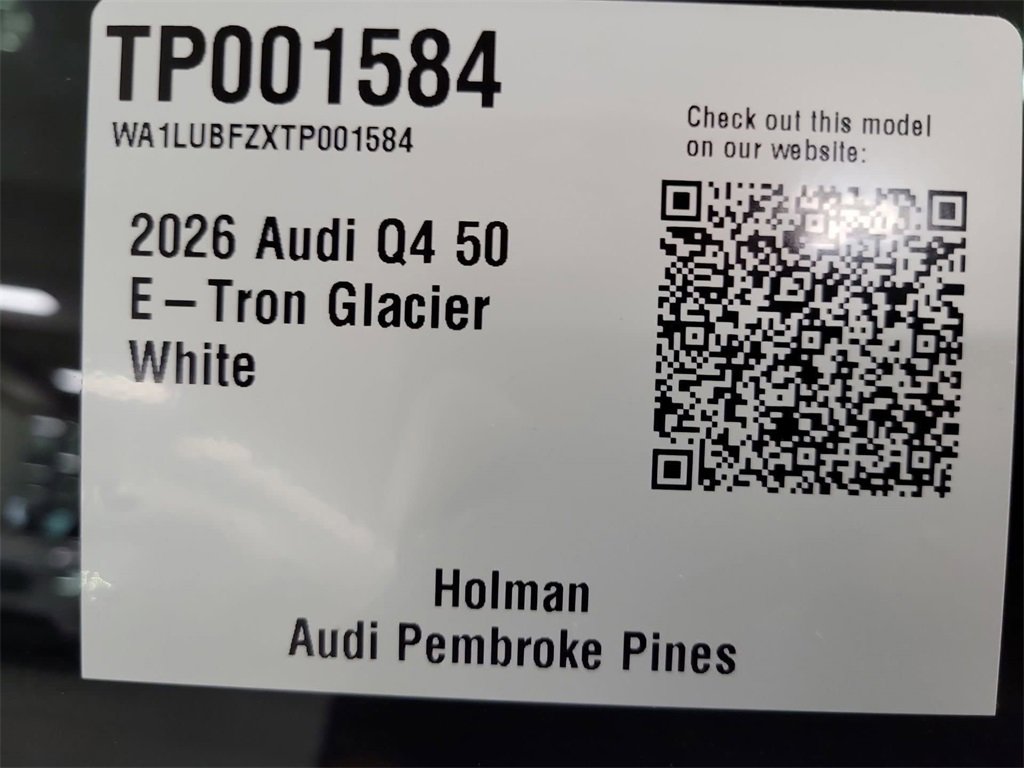 TP001584
WA1LUBFZXTP001584
Check out this model
on our website:
2026 Audi Q4 50
E-Tron Glacier
White
Holman
Audi Pembroke Pines